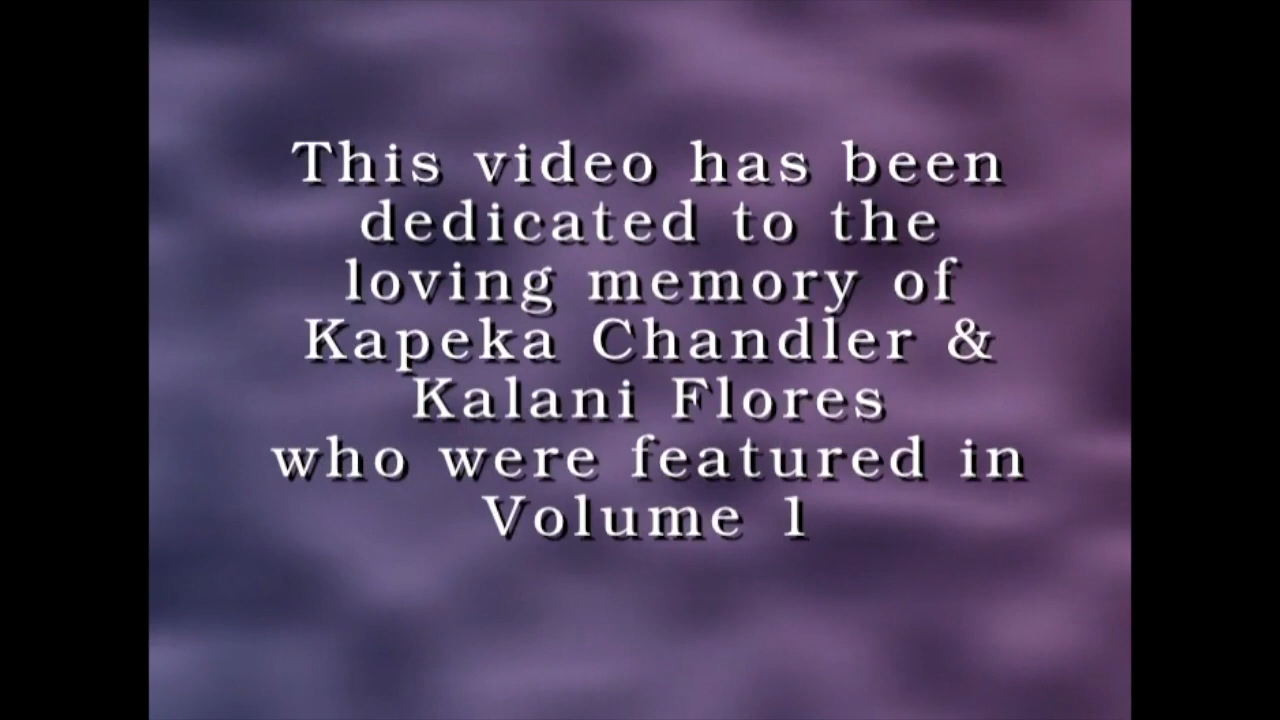 This video has been
dedicated to the
loving memory of
Kapeka Chandler &
Kalani Flores
who were featured in
Volume 1